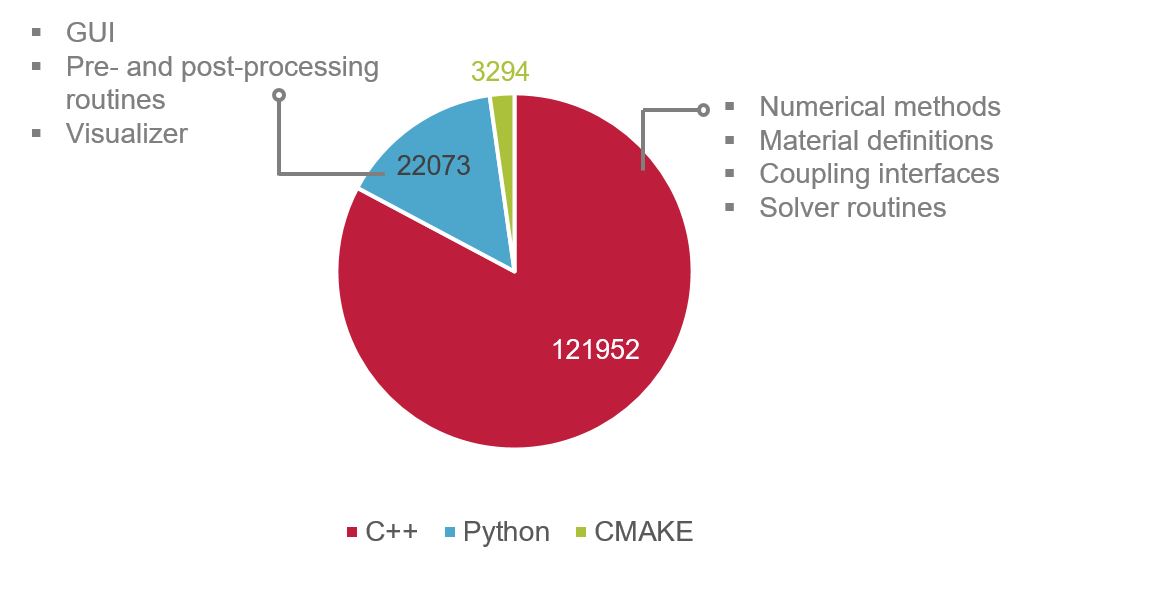 ▪ GUI
▪ Pre- and post-processing
routines
▪ Visualizer
3294
▪ Numerical methods
▪ Material definitions
▪ Coupling interfaces
▪ Solver routines
22073
121952
C++ Python CMAKE